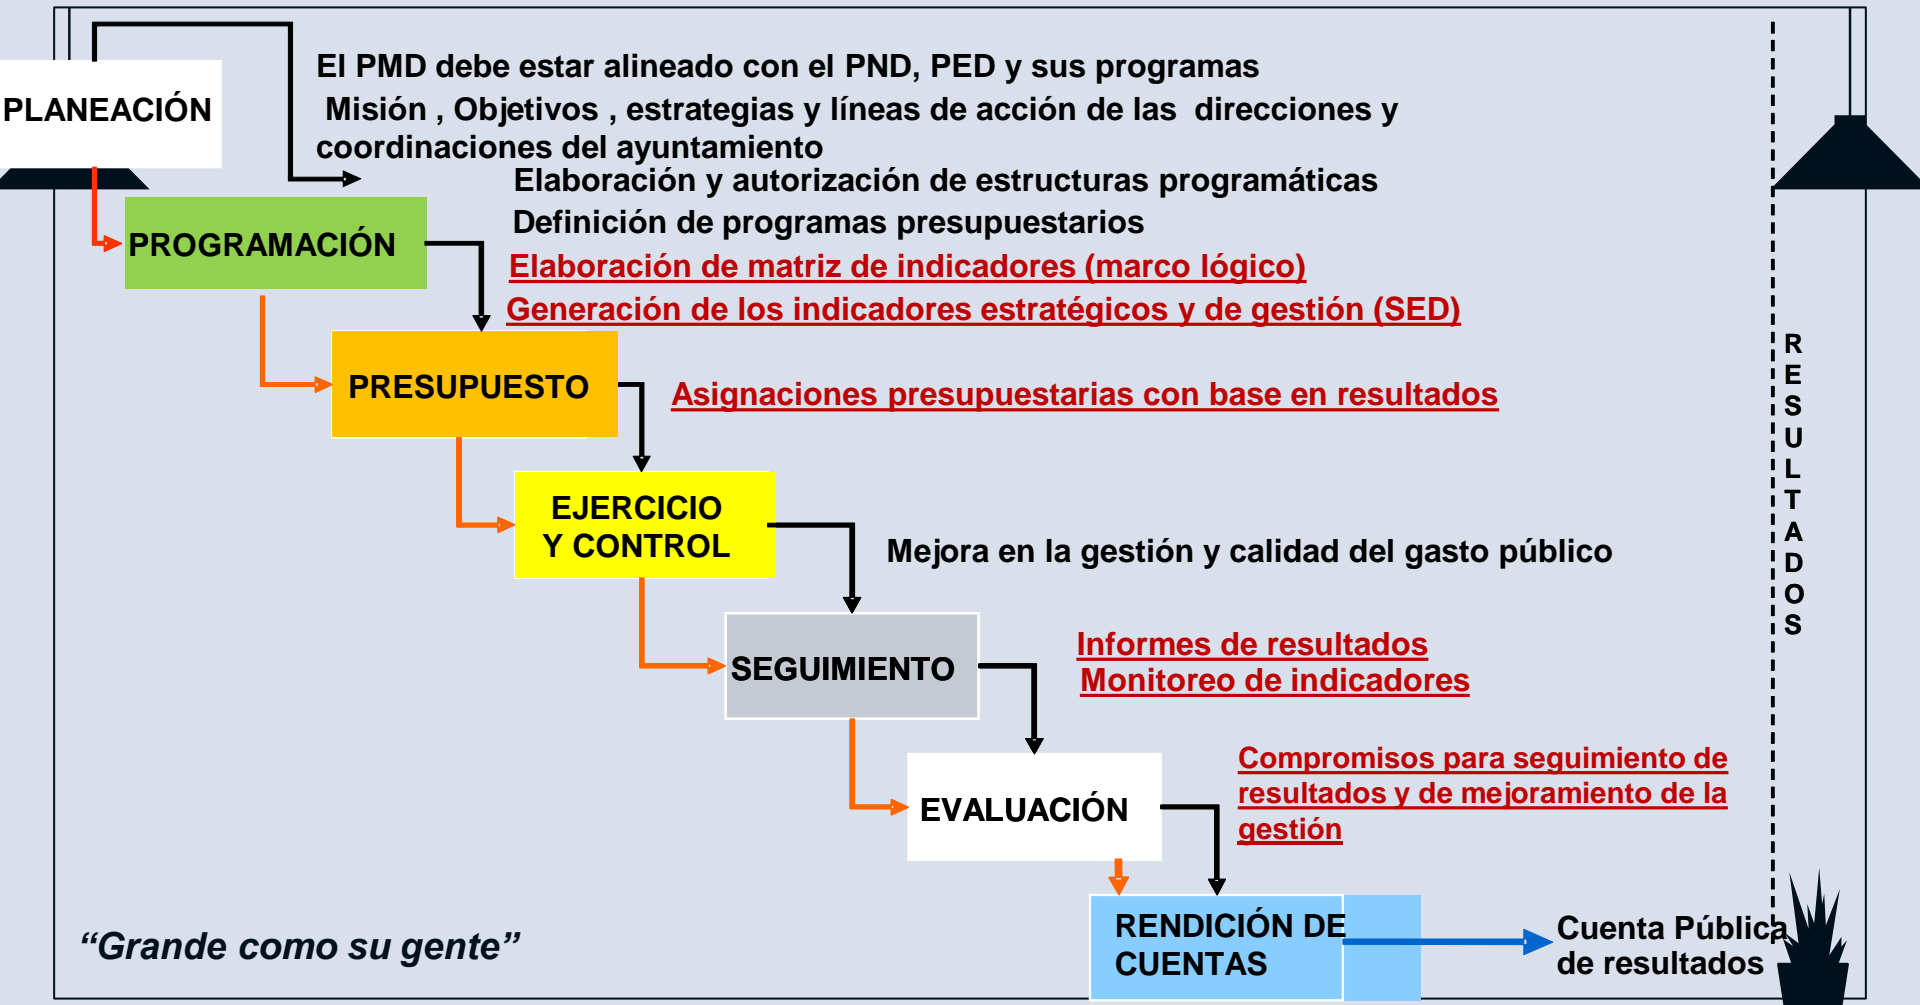 El PMD debe estar alineado con el PND, PED y sus programas
PLANEACIÓN
Misión , Objetivos , estrategias y líneas de acción de las direcciones y
coordinaciones del ayuntamiento
Elaboración y autorización de estructuras programáticas
Definición de programas presupuestarios
PROGRAMACIÓN
Elaboración de matriz de indicadores (marco lógico)
Generación de los indicadores estratégicos y de gestión (SED)
PRESUPUESTO
Asignaciones presupuestarias con base en resultados
EJERCICIO
Y CONTROL
Mejora en la gestión y calidad del gasto público
SEGUIMIENTO
Informes de resultados
Monitoreo de indicadores
EVALUACIÓN
Compromisos para seguimiento de
resultados y de mejoramiento de la
gestión
RENDICIÓN DE
CUENTAS
Cuenta Pública
de resultados
R
E
S
U
L
T
A
D
O
S
“Grande como su gente”